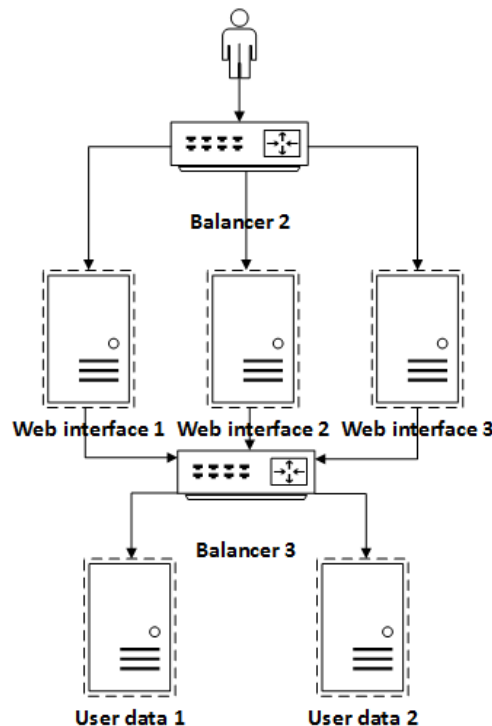 Balancer 2
Web interface 1
Web interface 2
Web interface 3
Balancer 3
User data 1
User data 2